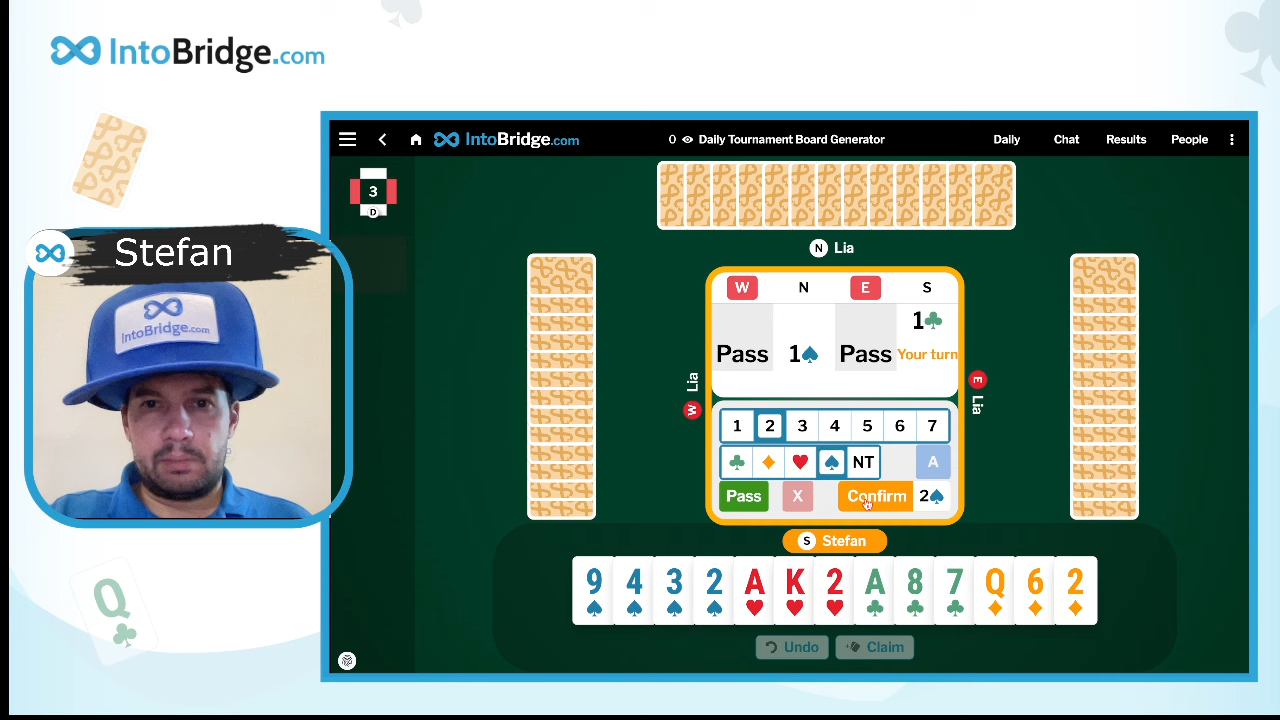 IntoBridge.com
IntoBridge.com
0 Daily Tournament Board Generator
Daily
Chat
Results
People
3
D
N Lia
Stefan
IntoBridge.com
W N E S
1♣
Pass 1♠ Pass Your turn
Lia
W
E
Lia
1 2 3 4 5 6 7
♣ ♦ ♥ ♠ NT A
Pass X Confirm 2♠
S Stefan
9 4 3 2 A K 2 A 8 7 Q 6 2
♠ ♠ ♠ ♠ ♥ ♥ ♥ ♣ ♣ ♣ ♦ ♦ ♦
Undo Claim
Q
♣